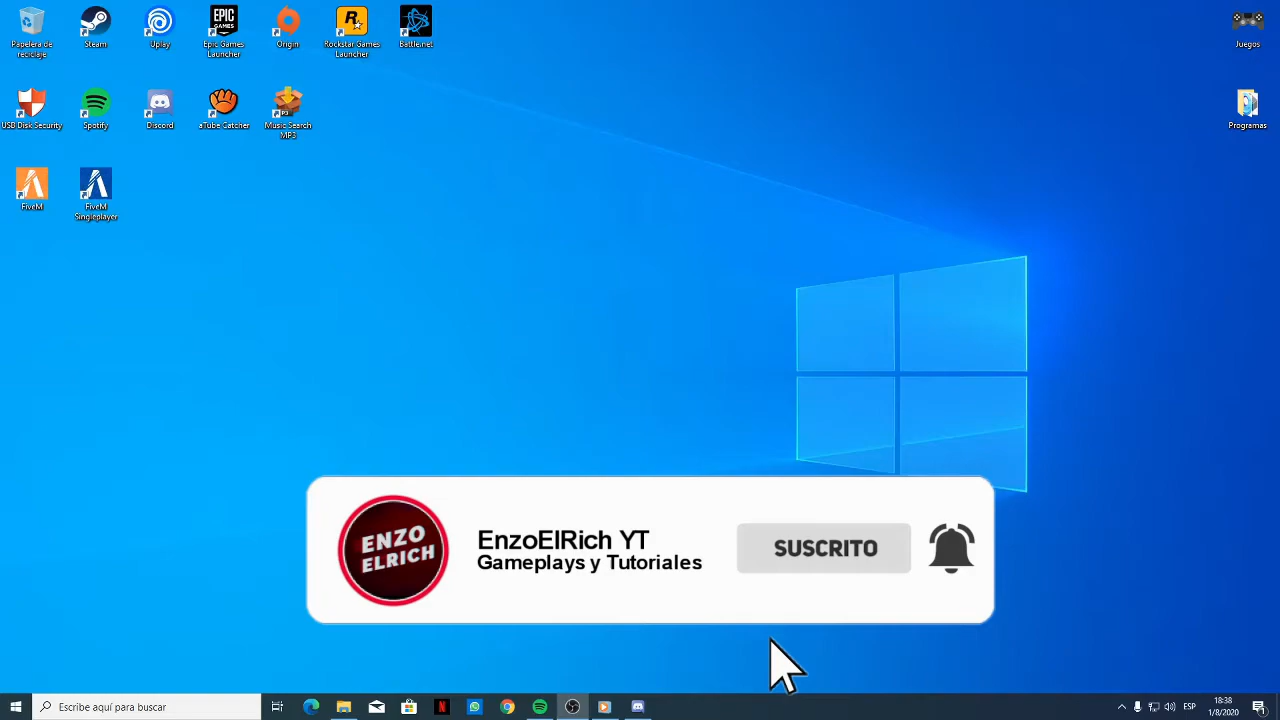 Papelera de
reciclaje
Steam
Uplay
EPIC
GAMES
Epic Games
Launcher
Origin
R
Rockstar Games
Launcher
Battle.net
Juegos
USB Disk Security
Spotify
Discord
aTube Catcher
P3
Music Search
MP3
Programas
FiveM
FiveM
Singleplayer
ENZO
ELRICH
EnzoElRich YT
Gameplays y Tutoriales
SUSCRITO
Escribe aquí para buscar
N
ESP
18:38
1/8/2020